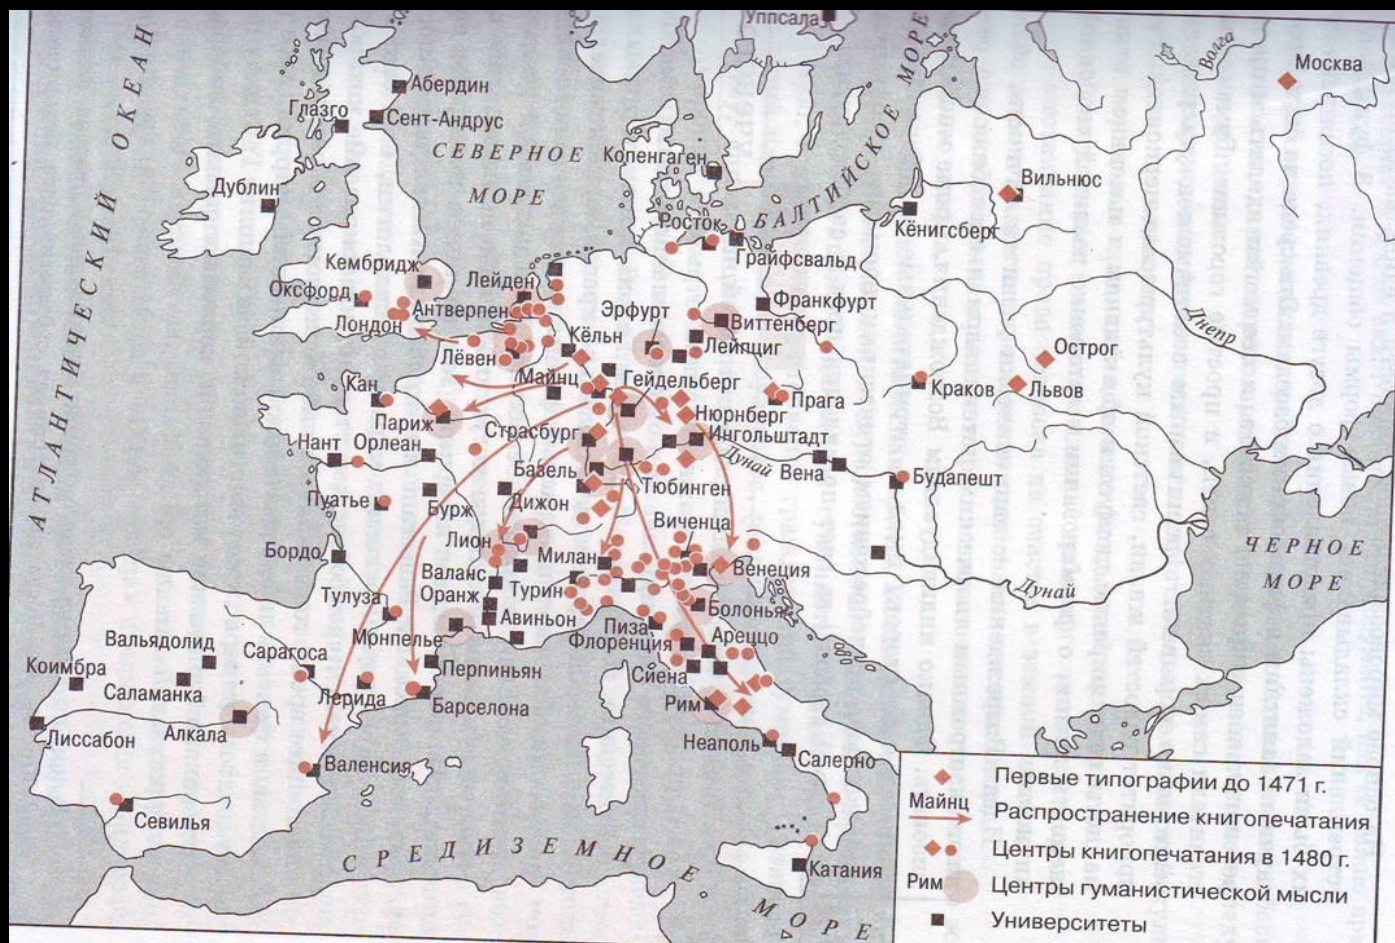 Уппсала
Волга
Москва
АТЛАНТИЧЕСКИЙ ОКЕАН
Абердин
Глазго
Сент-Андрус
СЕВЕРНОЕ
МОРЕ
Копенгаген
БАЛТИЙСКОЕ МОРЕ
Вильнюс
Дублин
Росток
Кёнигсберг
Грайфсвальд
Кембридж
Лейден
Оксфорд
Антверпен
Эрфурт
Франкфурт
Днепр
Лондон
Виттенберг
Кёльн
Лейпциг
Острог
Лёвен
Кан
Майнц
Гейдельберг
Прага
Краков
Львов
Париж
Нюрнберг
Страсбург
Ингольштадт
Нант
Орлеан
Дунай
Вена
Базель
Тюбинген
Будапешт
Пуатье
Бурж
Дижон
Виченца
Лион
Милан
Венеция
ЧЕРНОЕ
МОРЕ
Бордо
Валанс
Турин
Дунай
Тулуза
Оранж
Авиньон
Болонья
Пиза
Монпелье
Флоренция
Ареццо
Вальядолид
Сарагоса
Коимбра
Перпиньян
Сиена
Саламанка
Лерида
Рим
Барселона
Алкала
Лиссабон
Неаполь
Салерно
Валенсия
Севилья
Катания
СРЕДИЗЕМНОЕ МОРЕ
Первые типографии до 1471 г.
Майнц
Распространение книгопечатания
Центры книгопечатания в 1480 г.
Рим
Центры гуманистической мысли
Университеты